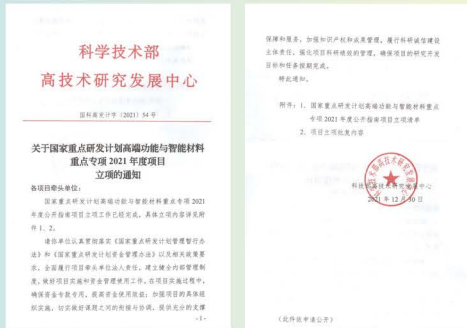 科学技术部
高技术研究发展中心
国科高发计字〔2021〕54号
关于国家重点研发计划高端功能与智能材料
重点专项2021年度项目
立项的通知
各项目牵头单位：
国家重点研发计划高端功能与智能材料重点专项2021
年度公开指南项目立项工作已经完成，具体立项内容详见附
件1、2。
请你单位认真贯彻落实《国家重点研发计划管理暂行办
法》和《国家重点研发计划资金管理办法》以及相关政策要
求，全面履行项目牵头单位法人责任，建立健全内部管理制
度，做好项目实施和资金管理使用工作。在项目实施过程中，
确保资金专款专用，提高资金使用效益；加强项目的具体组
织实施，切实做好课题之间的衔接与协调，提供充分的支撑
-1-
保障和服务，加强知识产权和成果管理，履行科研诚信建设
主体责任，强化项目科研绩效的管理，确保项目的研究开发
目标和任务按期完成。
特此通知。
附件：1、国家重点研发计划高端功能与智能材料重点
专项2021年度公开指南项目立项清单
2、项目立项批复内容
科技部高技术研究发展中心
2021年12月30日
（此件依申请公开）